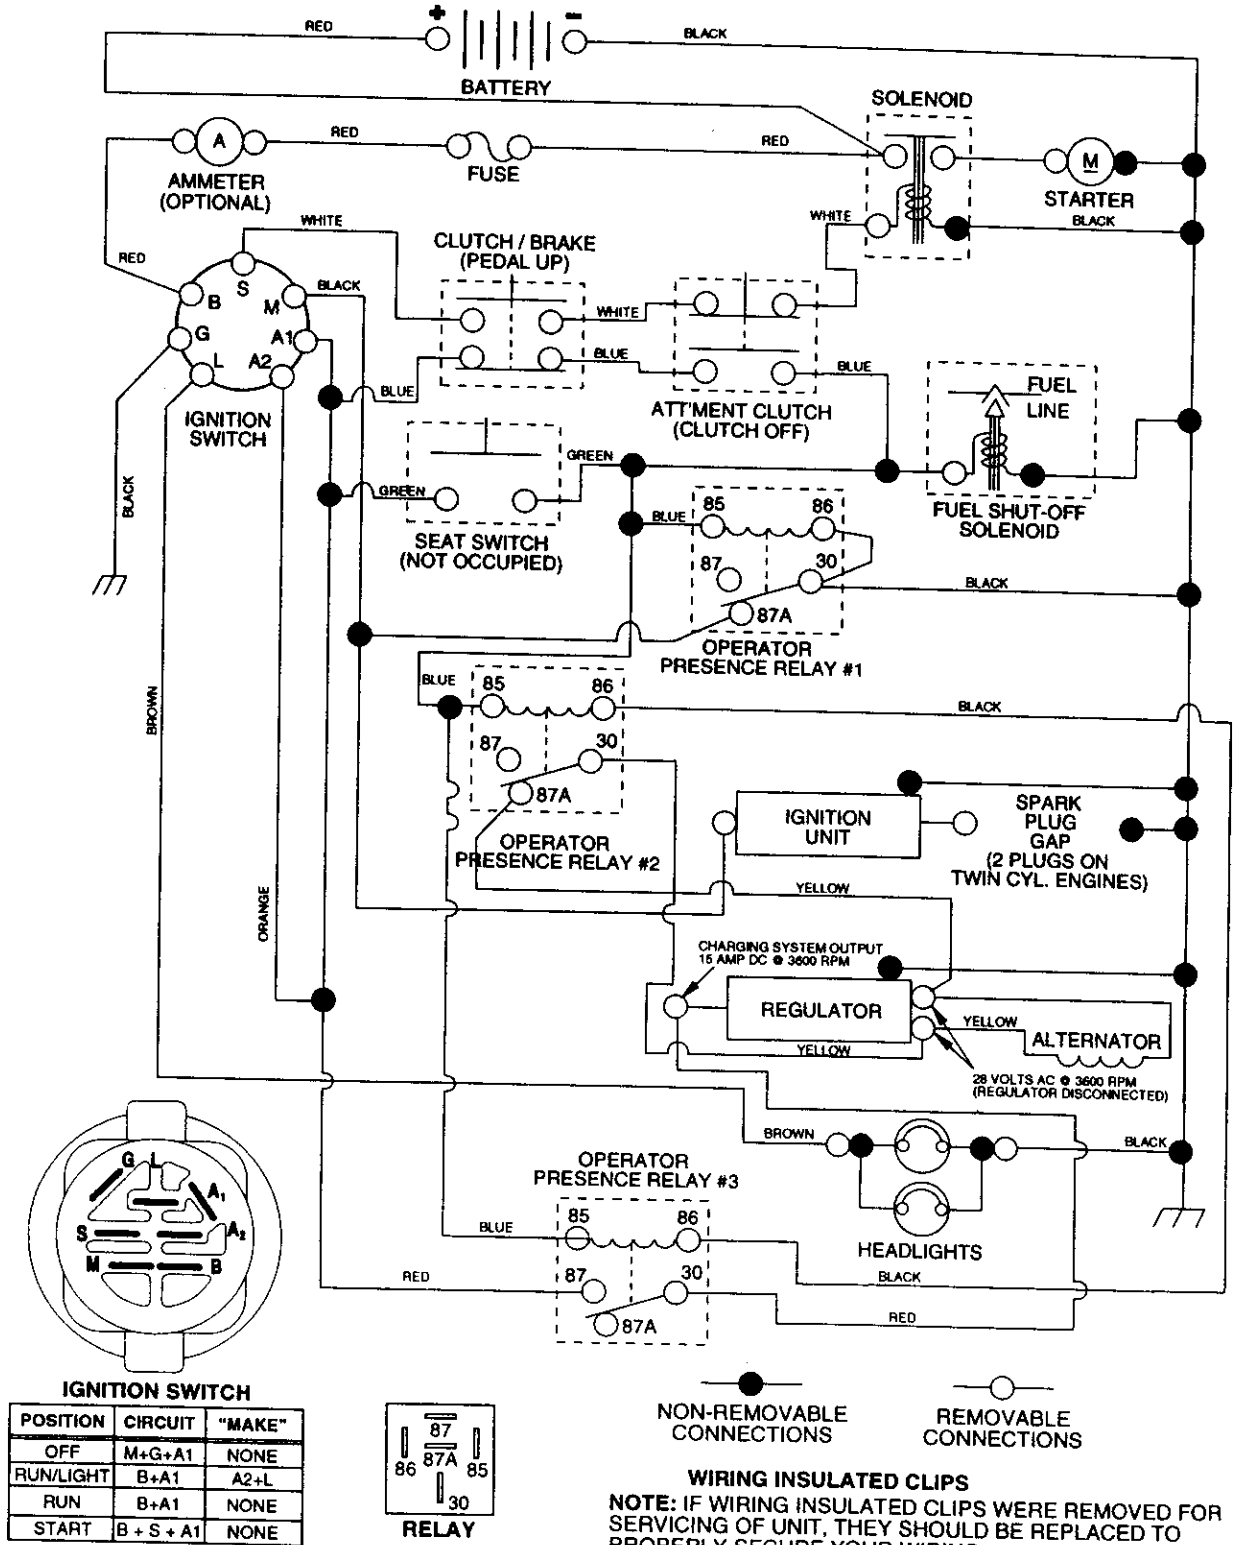 RED
+
-
BLACK
BATTERY
SOLENOID
A
RED
RED
FUSE
M
AMMETER
(OPTIONAL)
STARTER
WHITE
WHITE
BLACK
CLUTCH / BRAKE
(PEDAL UP)
RED
S
BLACK
B
M
WHITE
G
A1
L
A2
BLUE
BLUE
BLUE
FUEL
LINE
IGNITION
SWITCH
ATT'MENT CLUTCH
(CLUTCH OFF)
GREEN
GREEN
BLACK
85
86
FUEL SHUT-OFF
SOLENOID
BLUE
SEAT SWITCH
(NOT OCCUPIED)
87
30
BLACK
87A
OPERATOR
PRESENCE RELAY #1
BLUE
85
86
BLACK
BROWN
87
30
87A
IGNITION
UNIT
SPARK
PLUG
GAP
(2 PLUGS ON
TWIN CYL. ENGINES)
OPERATOR
PRESENCE RELAY #2
YELLOW
ORANGE
CHARGING SYSTEM OUTPUT
15 AMP DC @ 3600 RPM
REGULATOR
YELLOW
ALTERNATOR
YELLOW
28 VOLTS AC @ 3600 RPM
(REGULATOR DISCONNECTED)
BROWN
BLACK
OPERATOR
PRESENCE RELAY #3
G
L
A1
S
A2
M
B
BLUE
85
86
HEADLIGHTS
RED
87
30
BLACK
87A
RED
IGNITION SWITCH
POSITION CIRCUIT "MAKE"
OFF M+G+A1 NONE
RUN/LIGHT B+A1 A2+L
RUN B+A1 NONE
START B + S + A1 NONE
87
87A
86
85
30
RELAY
NON-REMOVABLE
CONNECTIONS
REMOVABLE
CONNECTIONS
WIRING INSULATED CLIPS
NOTE: IF WIRING INSULATED CLIPS WERE REMOVED FOR
SERVICING OF UNIT, THEY SHOULD BE REPLACED TO
PROPERLY SECURE YOUR WIRING